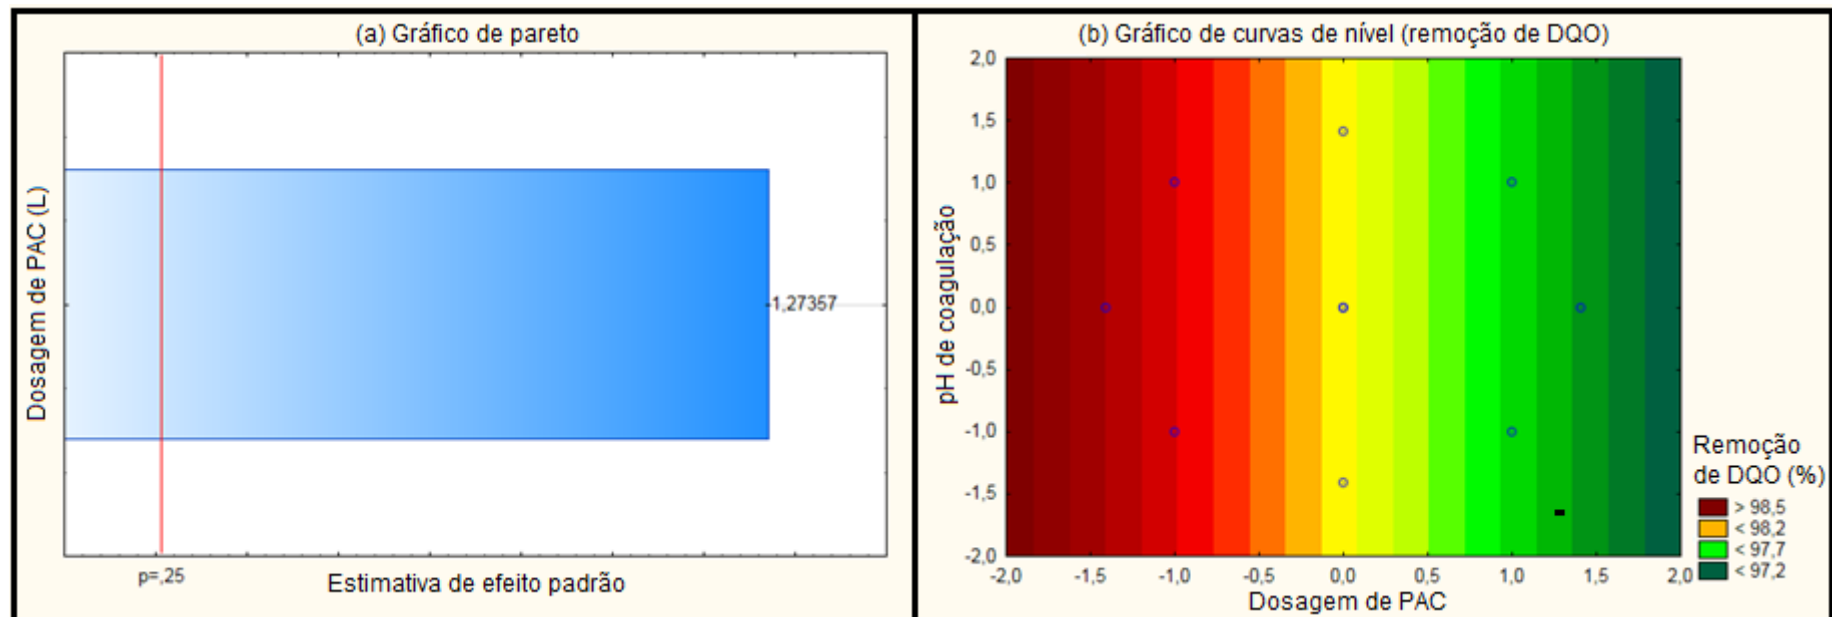 (a) Gráfico de pareto
Dosagem de PAC (L)
-1,27357
p=,25
Estimativa de efeito padrão
(b) Gráfico de curvas de nível (remoção de DQO)
pH de coagulação
2,0
1,5
1,0
0,5
0,0
-0,5
-1,0
-1,5
-2,0
-2,0 -1,5 -1,0 -0,5 0,0 0,5 1,0 1,5 2,0
Dosagem de PAC
Remoção
de DQO (%)
> 98,5
< 98,2
< 97,7
< 97,2